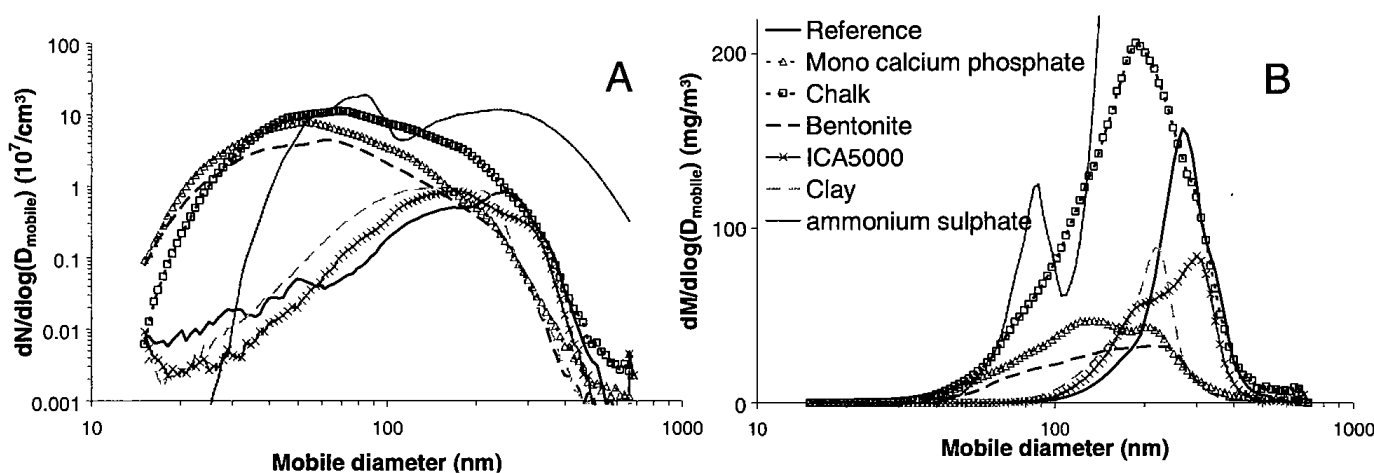 A
dN/dlog(D_mobile) (10⁷/cm³)
100
10
1
0.1
0.01
0.001
10
100
1000
Mobile diameter (nm)
B
dM/dlog(D_mobile) (mg/m³)
200
100
0
10
100
1000
Mobile diameter (nm)
Reference
Mono calcium phosphate
Chalk
Bentonite
ICA5000
Clay
ammonium sulphate